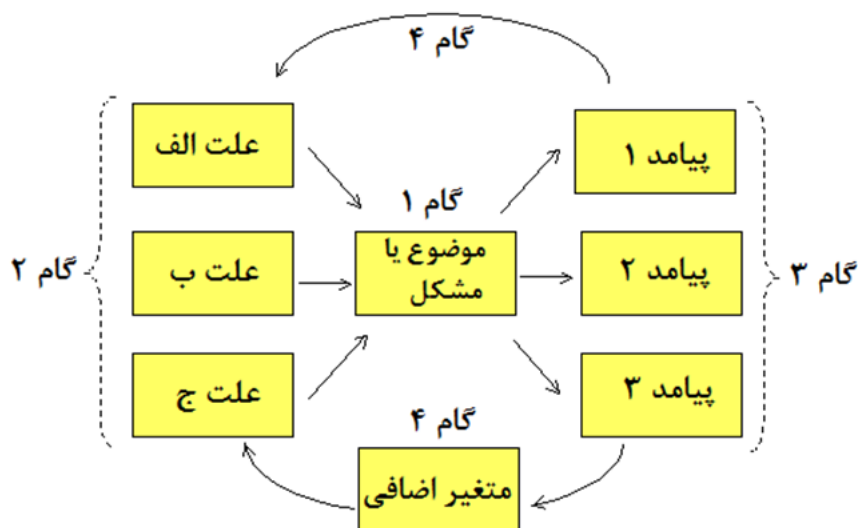 گام ۴
علت الف
پیامد ۱
گام ۱
موضوع یا
مشکل
گام ۲
علت ب
پیامد ۲
گام ۳
علت ج
پیامد ۳
گام ۴
متغیر اضافی